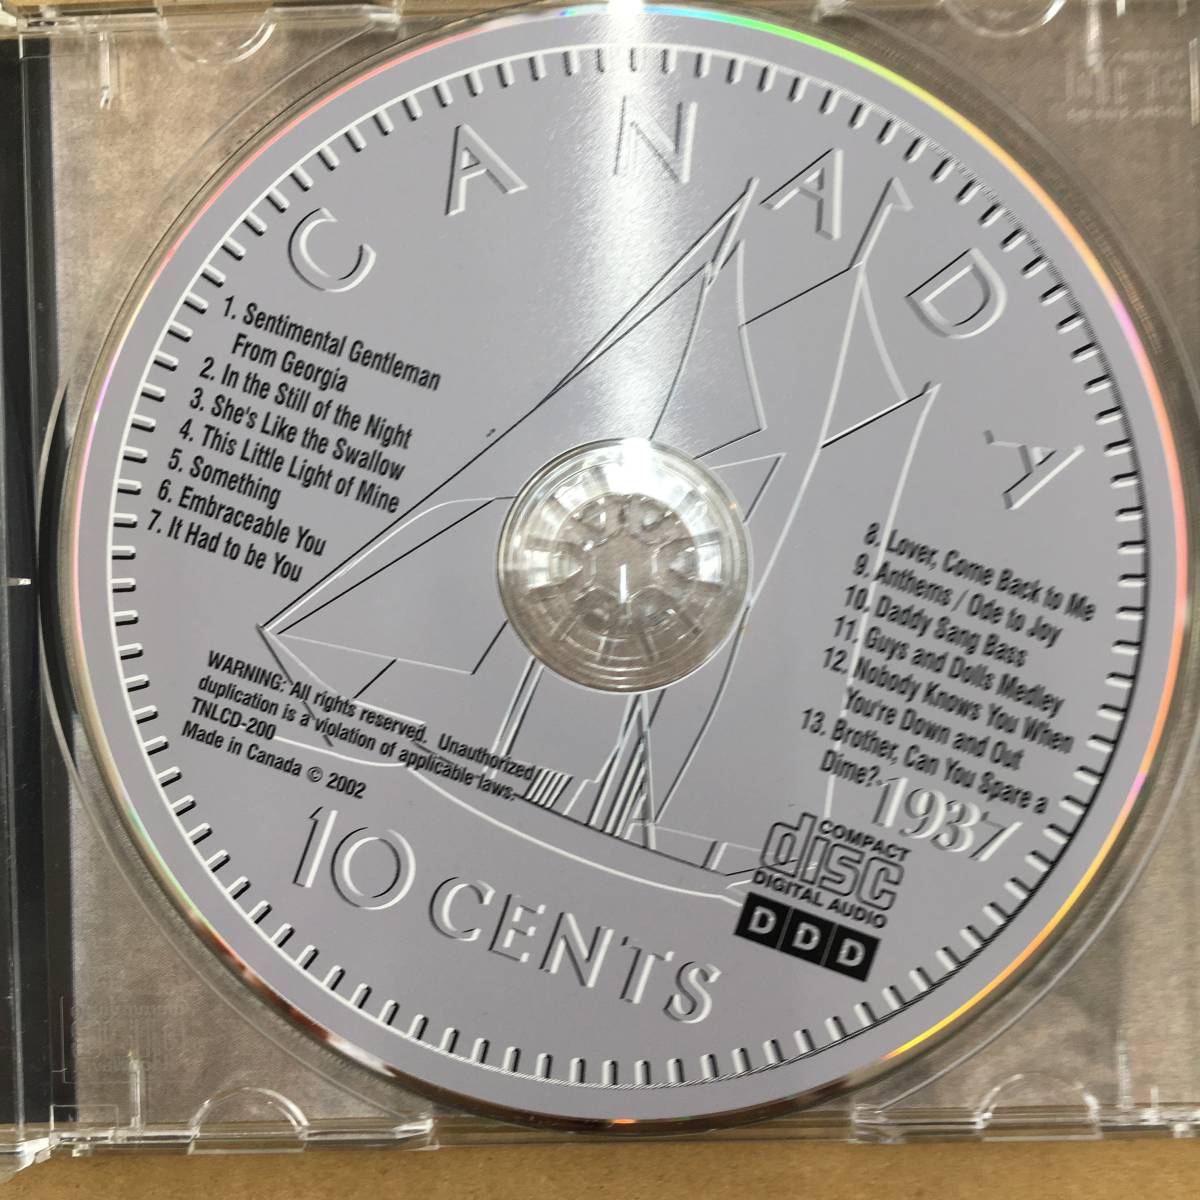 CANADA
1. Sentimental Gentleman
From Georgia
2. In the Still of the Night
3. She's Like the Swallow
4. This Little Light of Mine
5. Something
6. Embraceable You
7. It Had to be You
8. Lover, Come Back to Me
9. Anthems / Ode to Joy
10. Daddy Sang Bass
11. Guys and Dolls Medley
12. Nobody Knows You When
You're Down and Out
13. Brother, Can You Spare a
Dime?
1937
WARNING: All rights reserved. Unauthorized
duplication is a violation of applicable laws.
TNLCD-200
Made in Canada © 2002
COMPACT
disc
DIGITAL AUDIO
DDD
10 CENTS